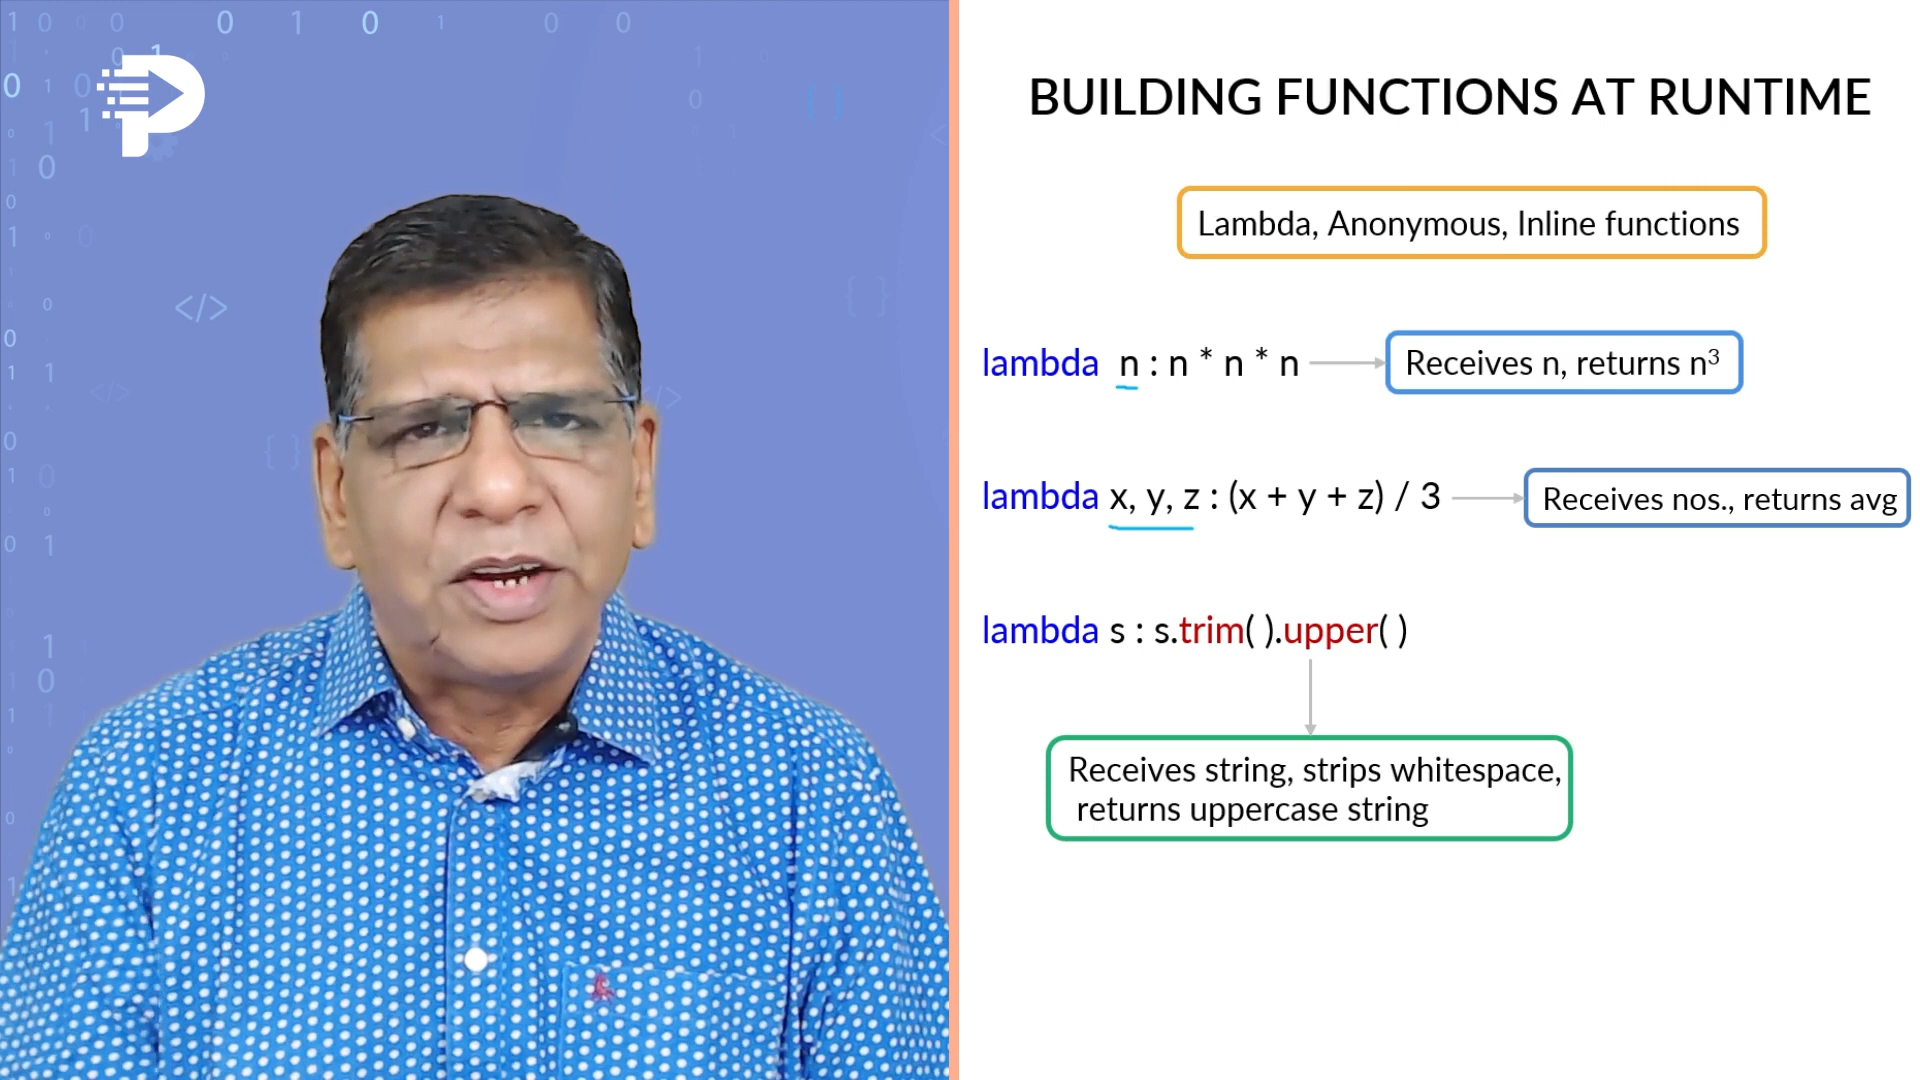 BUILDING FUNCTIONS AT RUNTIME
Lambda, Anonymous, Inline functions
lambda n : n * n * n
Receives n, returns n³
lambda x, y, z : (x + y + z) / 3
Receives nos., returns avg
lambda s : s.trim( ).upper( )
Receives string, strips whitespace,
returns uppercase string